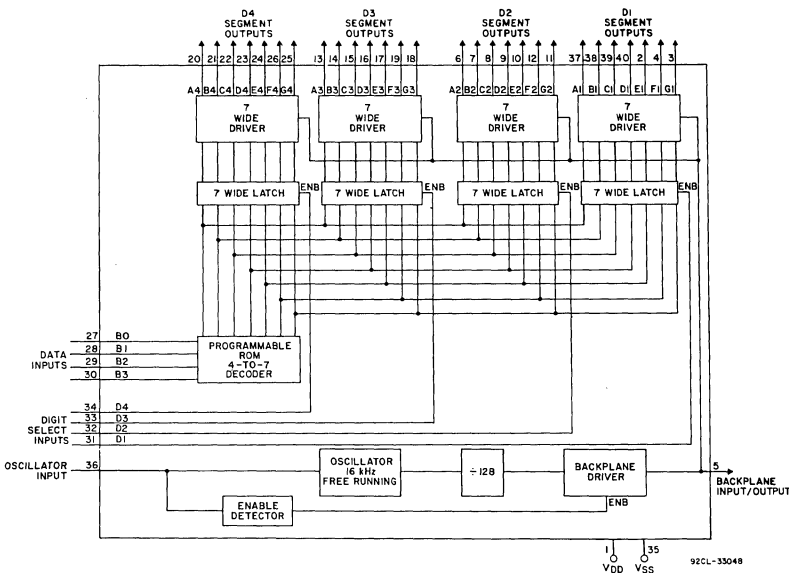 D4 SEGMENT OUTPUTS
D3 SEGMENT OUTPUTS
D2 SEGMENT OUTPUTS
D1 SEGMENT OUTPUTS
20 21 22 23 24 26 25
13 14 15 16 17 19 18
6 7 8 9 10 12 11
37 38 39 40 2 4 3
A4 B4 C4 D4 E4 F4 G4
A3 B3 C3 D3 E3 F3 G3
A2 B2 C2 D2 E2 F2 G2
A1 B1 C1 D1 E1 F1 G1
7 WIDE DRIVER
7 WIDE DRIVER
7 WIDE DRIVER
7 WIDE DRIVER
7 WIDE LATCH ENB
7 WIDE LATCH ENB
7 WIDE LATCH ENB
7 WIDE LATCH ENB
DATA INPUTS
27 B0
28 B1
29 B2
30 B3
PROGRAMMABLE ROM 4-TO-7 DECODER
DIGIT SELECT INPUTS
34 D4
33 D3
32 D2
31 D1
OSCILLATOR INPUT
36
OSCILLATOR 16 kHz FREE RUNNING
÷128
BACKPLANE DRIVER
ENB
5
BACKPLANE INPUT/OUTPUT
ENABLE DETECTOR
1 VDD
35 VSS
92CL-33048